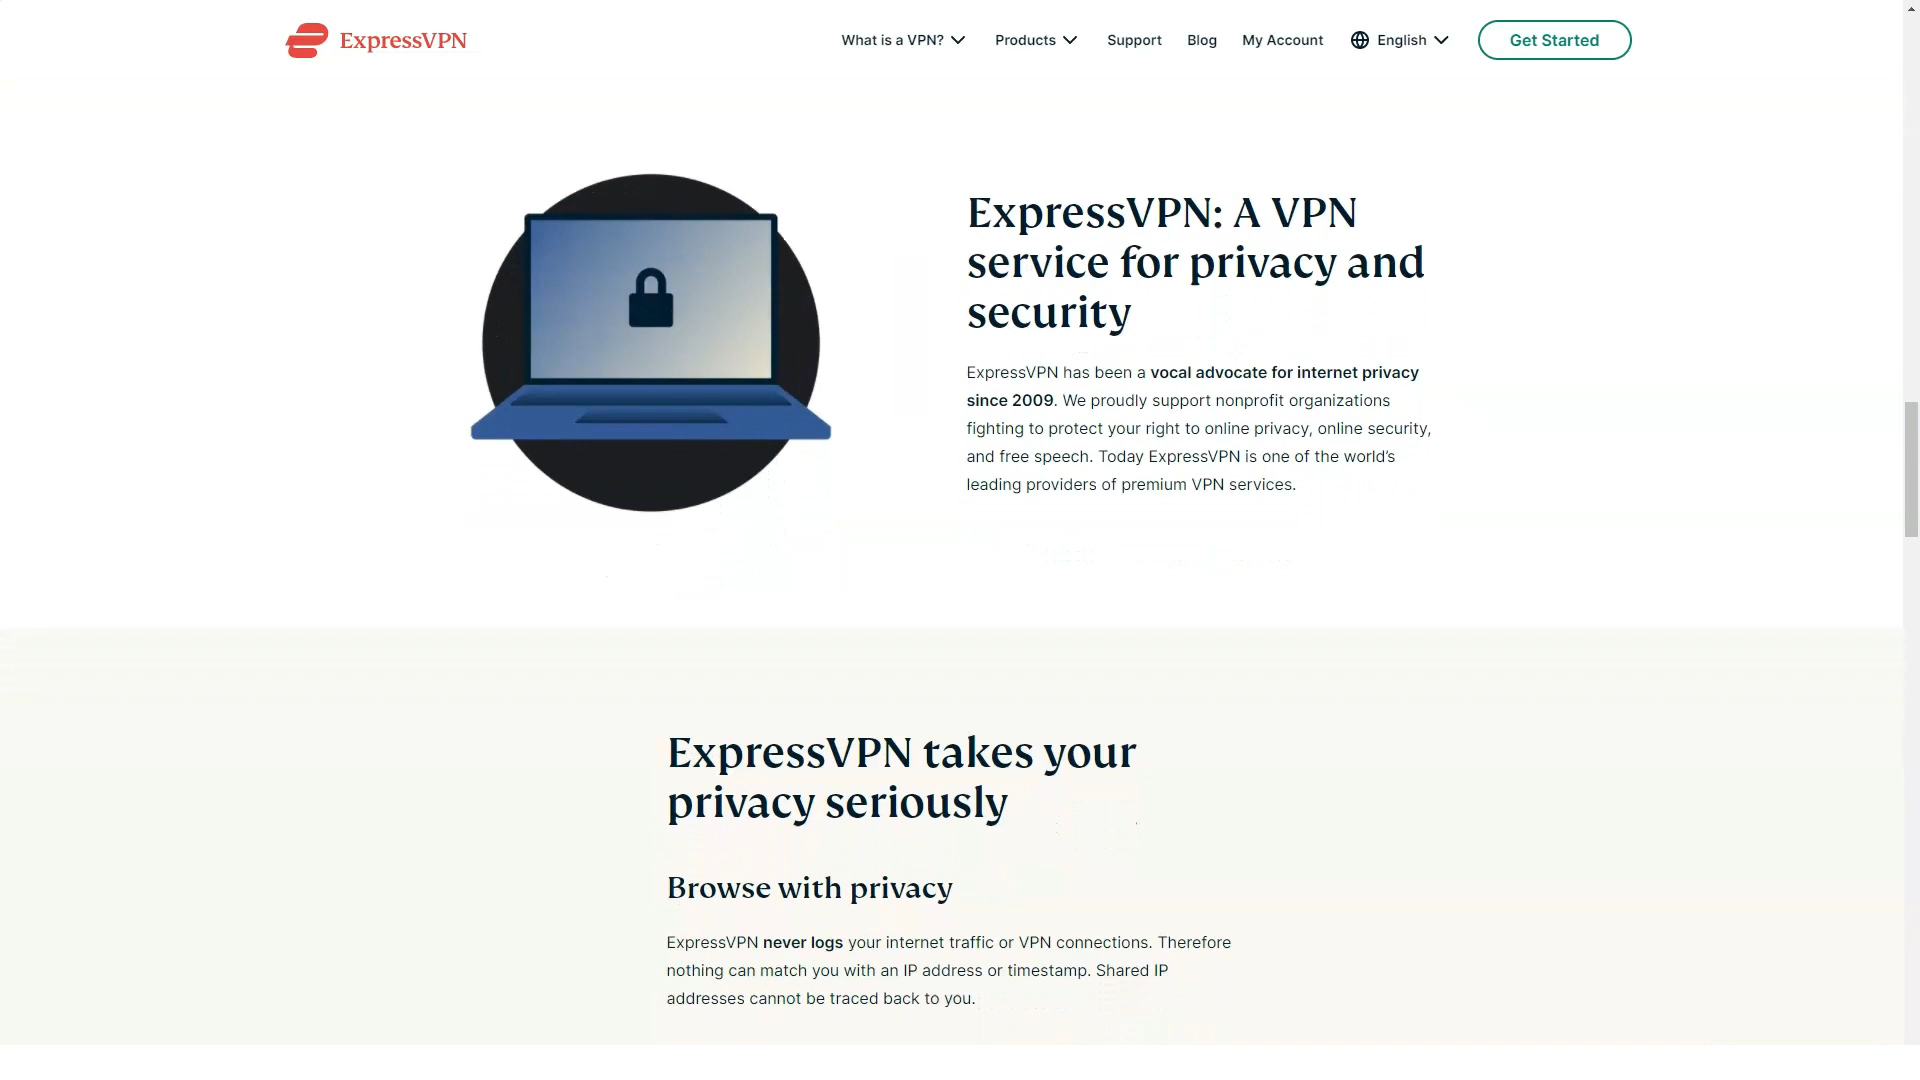 ExpressVPN
What is a VPN?
Products
Support
Blog
My Account
English
Get Started
ExpressVPN: A VPN
service for privacy and
security
ExpressVPN has been a vocal advocate for internet privacy
since 2009. We proudly support nonprofit organizations
fighting to protect your right to online privacy, online security,
and free speech. Today ExpressVPN is one of the world’s
leading providers of premium VPN services.
ExpressVPN takes your
privacy seriously
Browse with privacy
ExpressVPN never logs your internet traffic or VPN connections. Therefore
nothing can match you with an IP address or timestamp. Shared IP
addresses cannot be traced back to you.